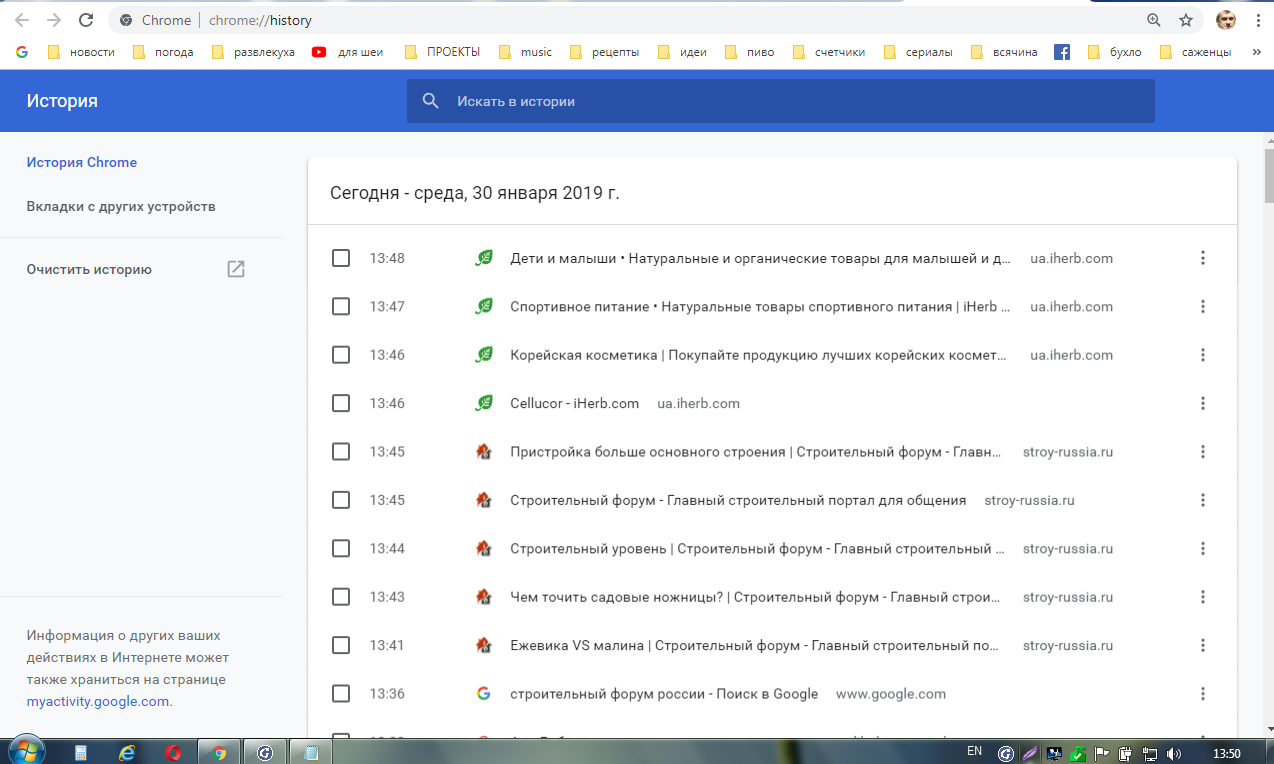 Chrome | chrome://history
новости погода развлекуха для шеи ПРОЕКТЫ music рецепты идеи пиво счетчики сериалы всячина бухло саженцы »
История
Искать в истории
История Chrome
Вкладки с других устройств
Очистить историю
Сегодня - среда, 30 января 2019 г.
13:48 Дети и малыши • Натуральные и органические товары для малышей и д... ua.iherb.com
13:47 Спортивное питание • Натуральные товары спортивного питания | iHerb ... ua.iherb.com
13:46 Корейская косметика | Покупайте продукцию лучших корейских космет... ua.iherb.com
13:46 Cellucor - iHerb.com ua.iherb.com
13:45 Пристройка больше основного строения | Строительный форум - Главн... stroy-russia.ru
13:45 Строительный форум - Главный строительный портал для общения stroy-russia.ru
13:44 Строительный уровень | Строительный форум - Главный строительный ... stroy-russia.ru
13:43 Чем точить садовые ножницы? | Строительный форум - Главный строи... stroy-russia.ru
13:41 Ежевика VS малина | Строительный форум - Главный строительный по... stroy-russia.ru
13:36 строительный форум россии - Поиск в Google www.google.com
Информация о других ваших
действиях в Интернете может
также храниться на странице
myactivity.google.com.
EN 13:50